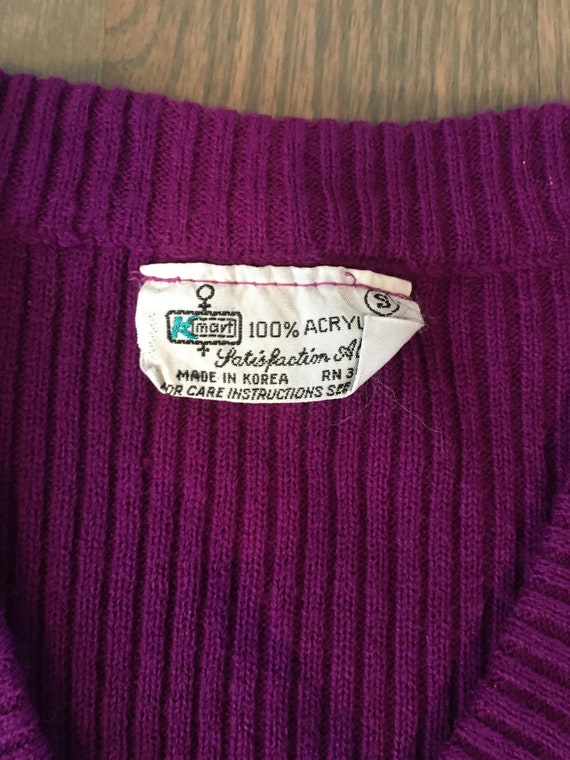 S
Kmart 100% ACRYL
Satisfaction Al
MADE IN KOREA RN 3
FOR CARE INSTRUCTIONS SEE